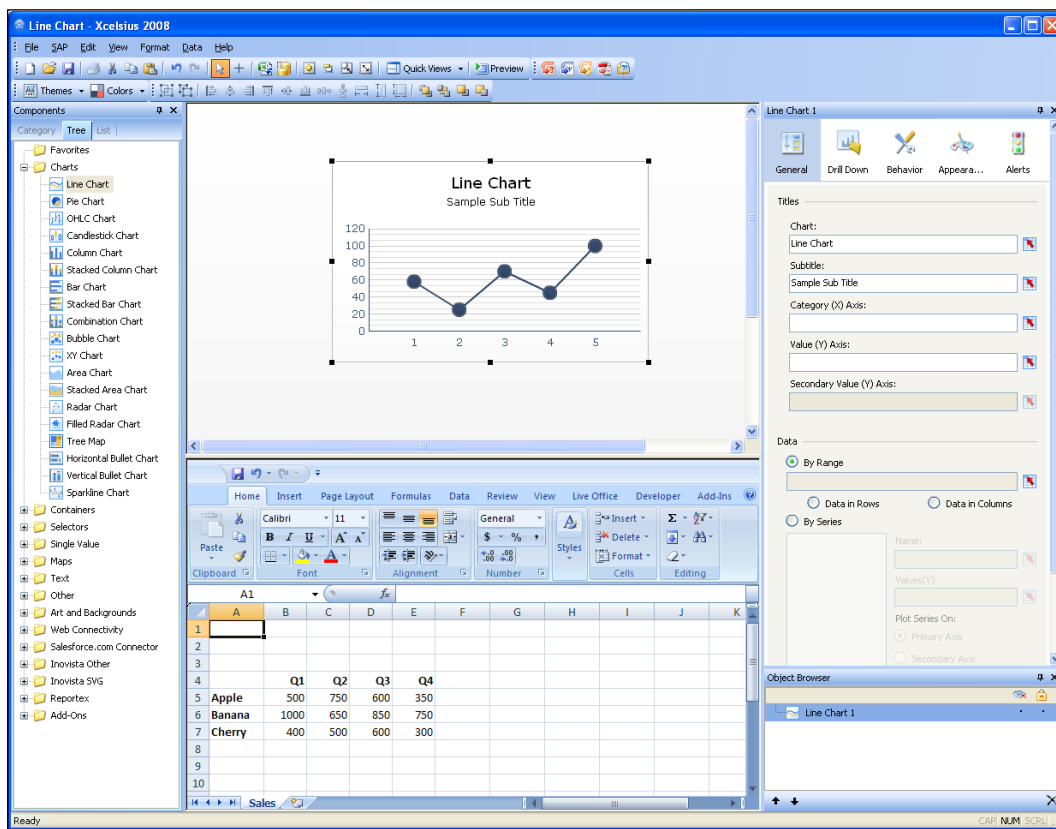 Line Chart - Xcelsius 2008
File SAP Edit View Format Data Help
Quick Views Preview
Themes Colors
Components
Category Tree List
Favorites
Charts
Line Chart
Pie Chart
OHLC Chart
Candlestick Chart
Column Chart
Stacked Column Chart
Bar Chart
Stacked Bar Chart
Combination Chart
Bubble Chart
XY Chart
Area Chart
Stacked Area Chart
Radar Chart
Filled Radar Chart
Tree Map
Horizontal Bullet Chart
Vertical Bullet Chart
Sparkline Chart
Containers
Selectors
Single Value
Maps
Text
Other
Art and Backgrounds
Web Connectivity
Salesforce.com Connector
Inovista Other
Inovista SVG
Reportex
Add-Ons
Line Chart
Sample Sub Title
120
100
80
60
40
20
0
1 2 3 4 5
Home Insert Page Layout Formulas Data Review View Live Office Developer Add-Ins
Paste
Clipboard
Calibri 11
B I U A A
A
Font
Alignment
General
$ % ,
.00 .00
Number
A
Styles
Insert
Delete
Format
Cells
Σ
Editing
A1 fx
A B C D E F G H I J K
1
2
3
4 Q1 Q2 Q3 Q4
5 Apple 500 750 600 350
6 Banana 1000 650 850 750
7 Cherry 400 500 600 300
8
9
10
Sales
Line Chart 1
General Drill Down Behavior Appeara... Alerts
Titles
Chart:
Line Chart
Subtitle:
Sample Sub Title
Category (X) Axis:
Value (Y) Axis:
Secondary Value (Y) Axis:
Data
By Range
Data in Rows Data in Columns
By Series
Name:
Values(Y):
Plot Series On:
Primary Axis
Secondary Axis
Object Browser
Line Chart 1
Ready
CAP NUM SCRL